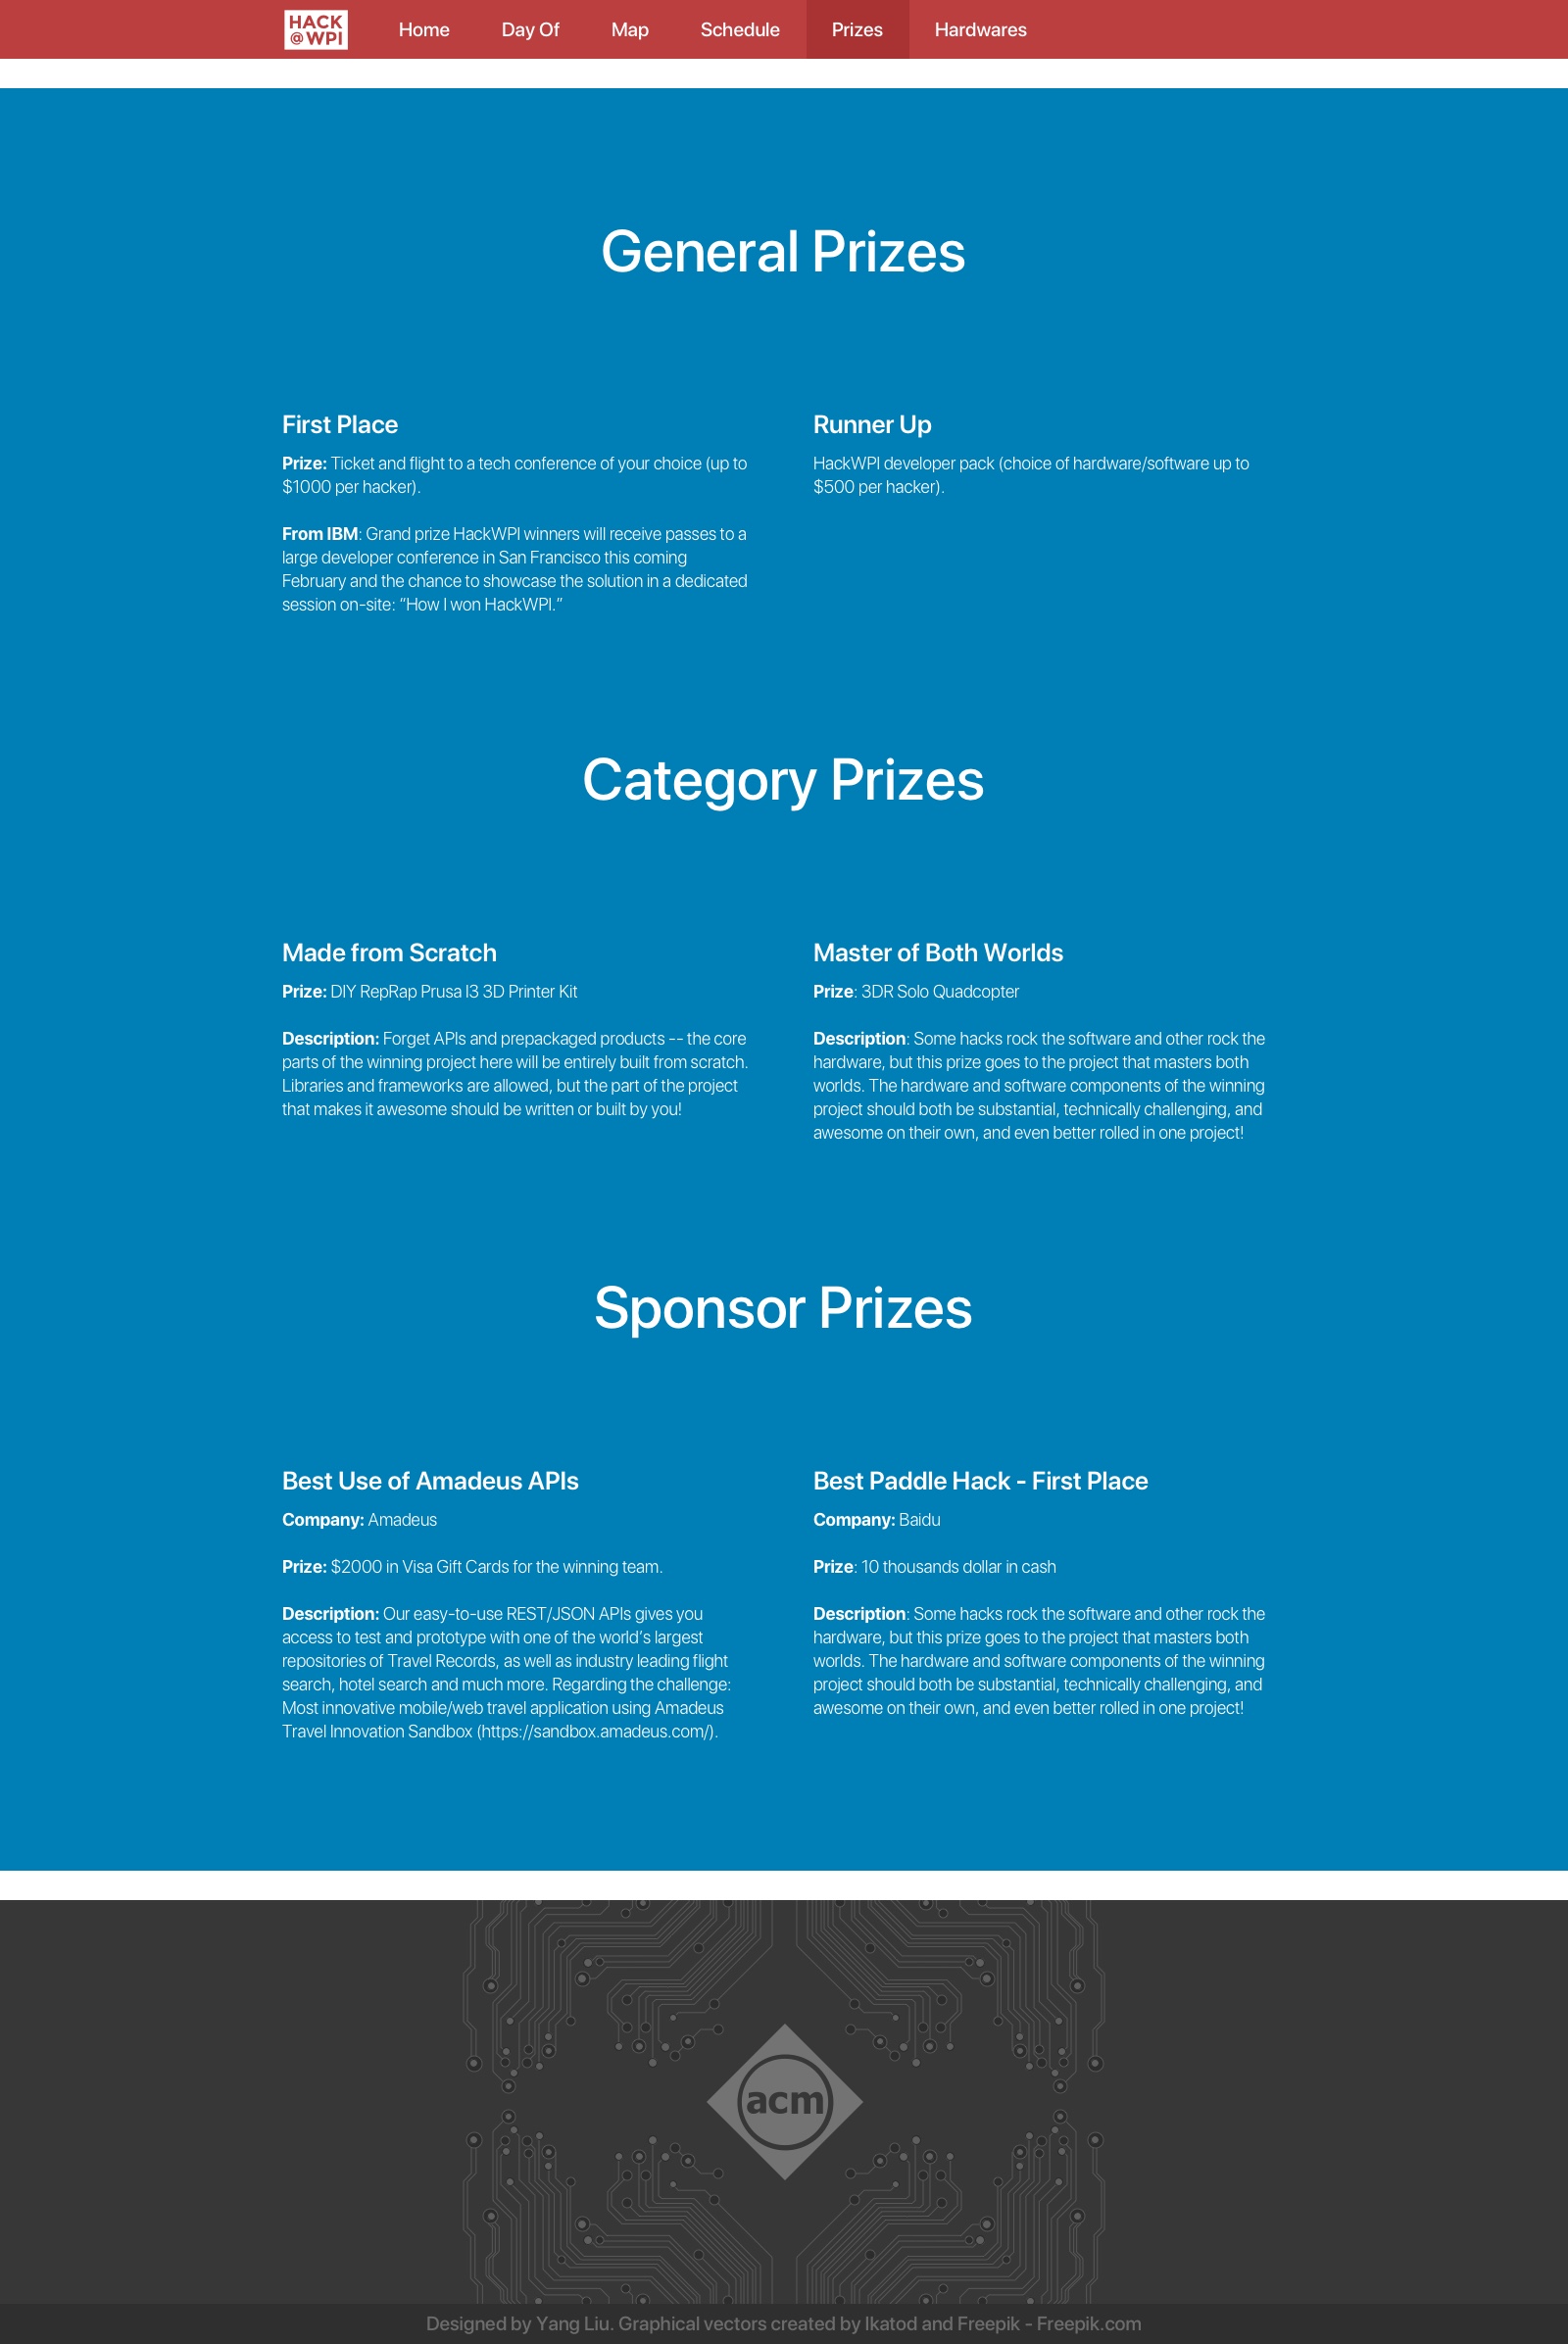 HACK
@ WPI
Home
Day Of
Map
Schedule
Prizes
Hardwares
General Prizes
First Place
Prize: Ticket and flight to a tech conference of your choice (up to
$1000 per hacker).
From IBM: Grand prize HackWPI winners will receive passes to a
large developer conference in San Francisco this coming
February and the chance to showcase the solution in a dedicated
session on-site: “How I won HackWPI.”
Runner Up
HackWPI developer pack (choice of hardware/software up to
$500 per hacker).
Category Prizes
Made from Scratch
Prize: DIY RepRap Prusa I3 3D Printer Kit
Description: Forget APIs and prepackaged products -- the core
parts of the winning project here will be entirely built from scratch.
Libraries and frameworks are allowed, but the part of the project
that makes it awesome should be written or built by you!
Master of Both Worlds
Prize: 3DR Solo Quadcopter
Description: Some hacks rock the software and other rock the
hardware, but this prize goes to the project that masters both
worlds. The hardware and software components of the winning
project should both be substantial, technically challenging, and
awesome on their own, and even better rolled in one project!
Sponsor Prizes
Best Use of Amadeus APIs
Company: Amadeus
Prize: $2000 in Visa Gift Cards for the winning team.
Description: Our easy-to-use REST/JSON APIs gives you
access to test and prototype with one of the world’s largest
repositories of Travel Records, as well as industry leading flight
search, hotel search and much more. Regarding the challenge:
Most innovative mobile/web travel application using Amadeus
Travel Innovation Sandbox (https://sandbox.amadeus.com/).
Best Paddle Hack - First Place
Company: Baidu
Prize: 10 thousands dollar in cash
Description: Some hacks rock the software and other rock the
hardware, but this prize goes to the project that masters both
worlds. The hardware and software components of the winning
project should both be substantial, technically challenging, and
awesome on their own, and even better rolled in one project!
acm
Designed by Yang Liu. Graphical vectors created by Ikatod and Freepik - Freepik.com